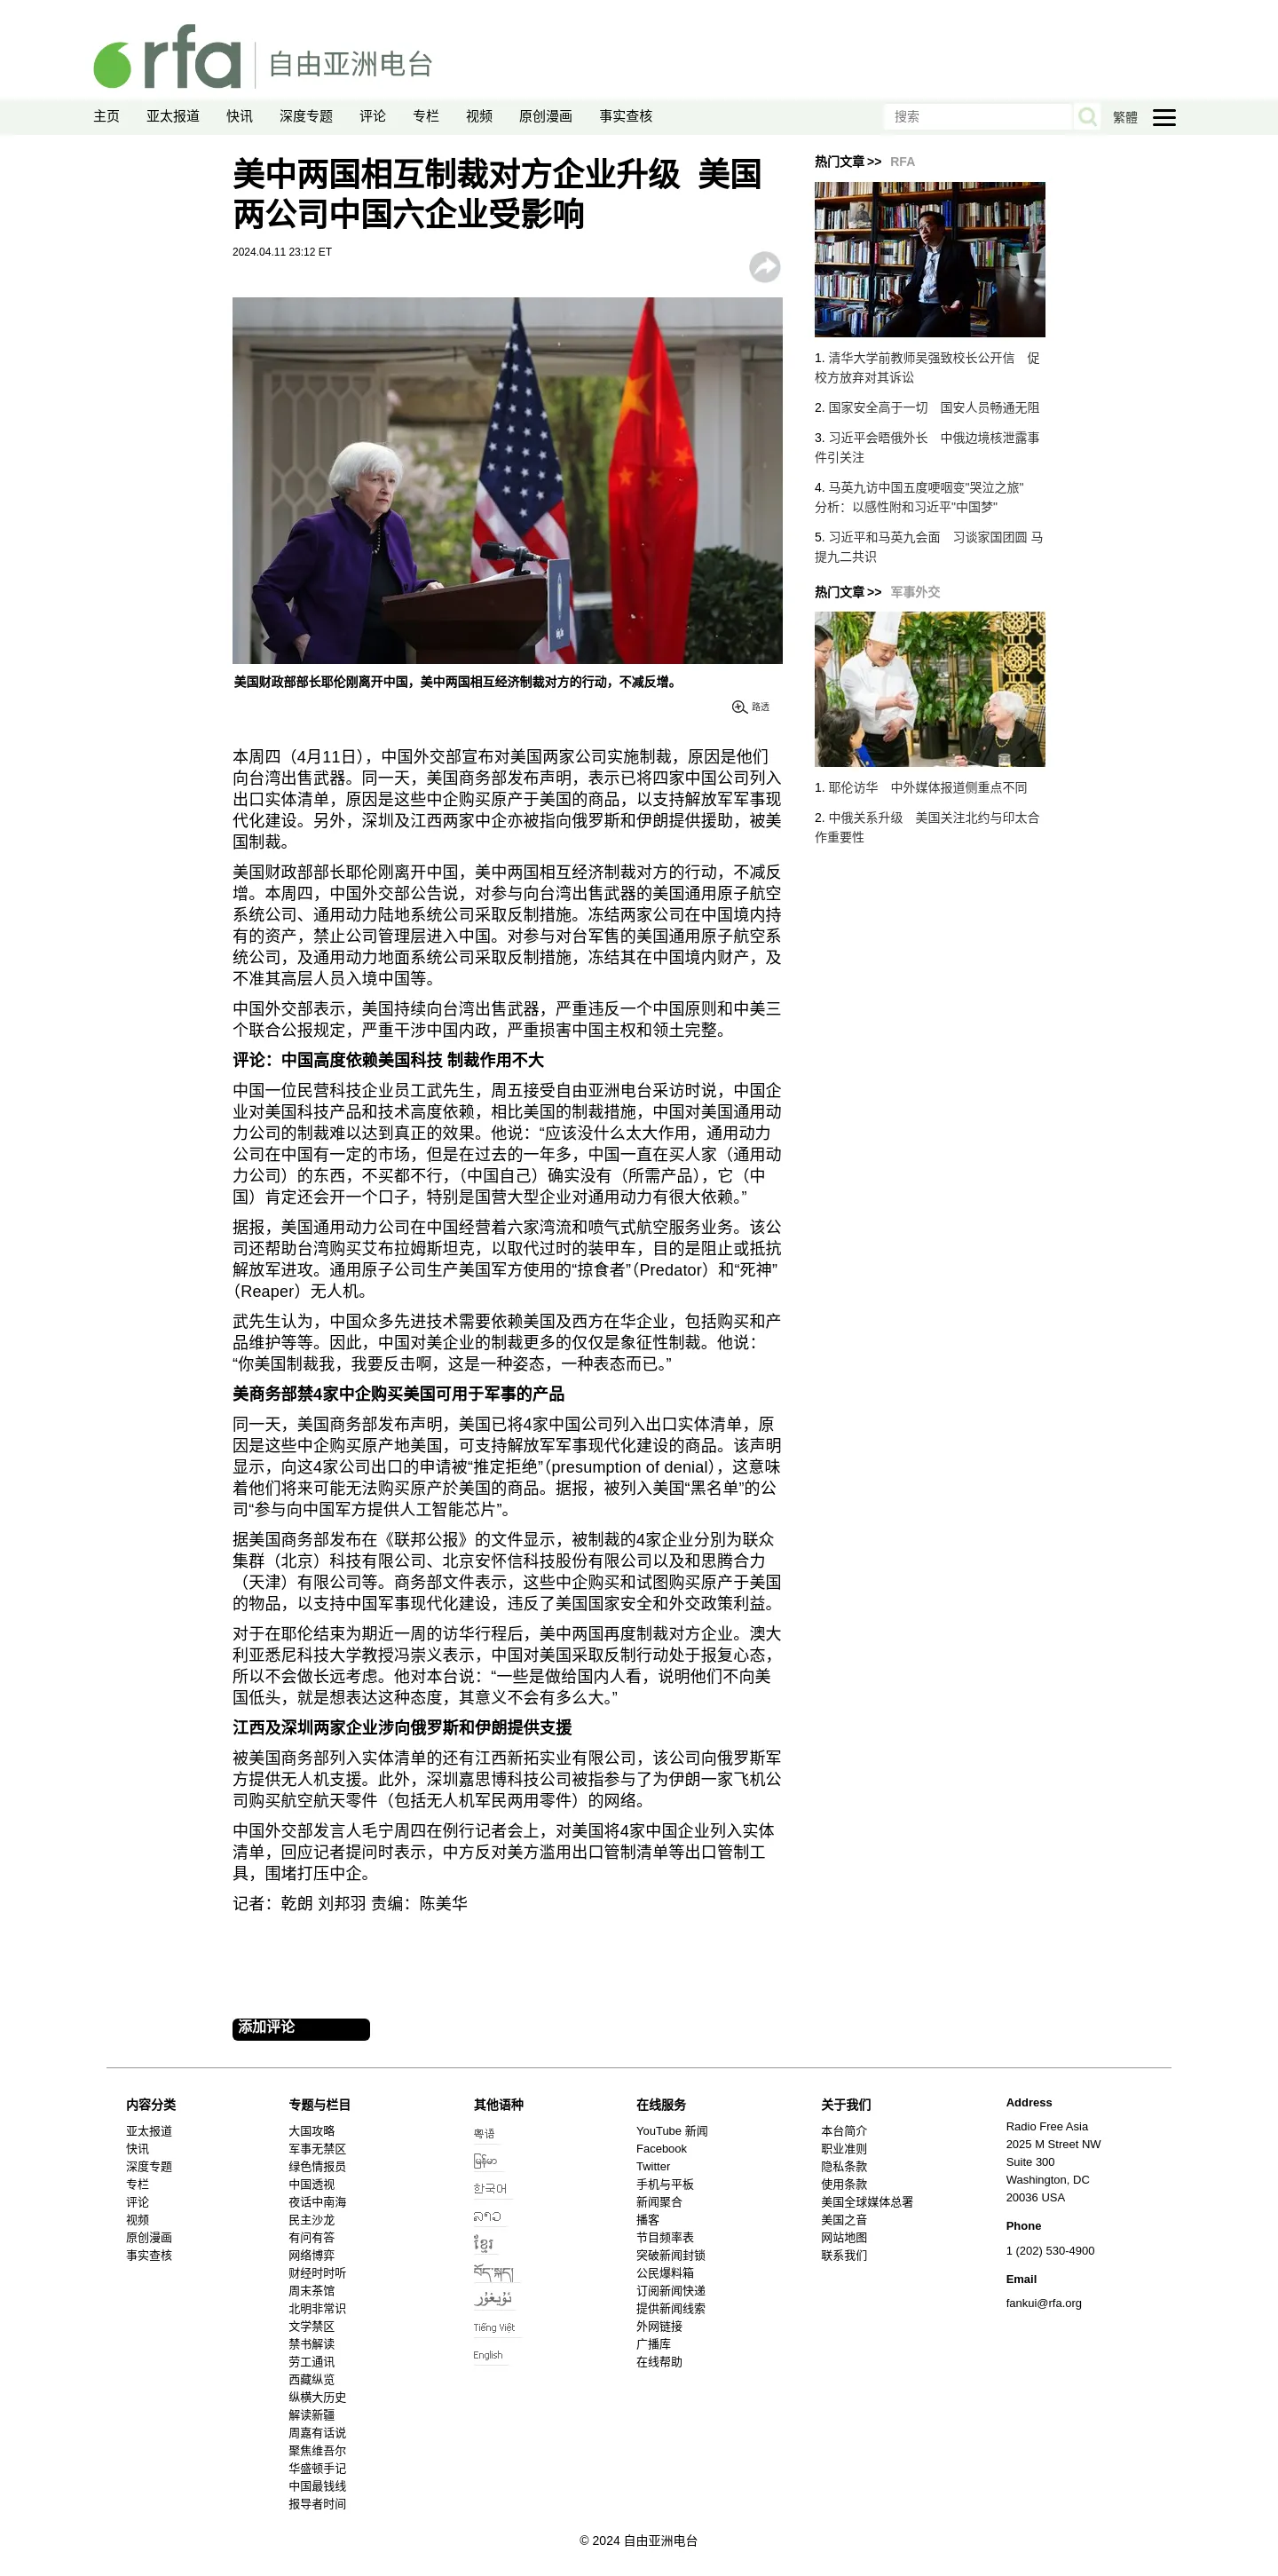 rfa 自由亚洲电台
主页 亚太报道 快讯 深度专题 评论 专栏 视频 原创漫画 事实查核 搜索 繁體
美中两国相互制裁对方企业升级 美国
两公司中国六企业受影响
2024.04.11 23:12 ET
美国财政部部长耶伦刚离开中国，美中两国相互经济制裁对方的行动，不减反增。
路透
本周四（4月11日），中国外交部宣布对美国两家公司实施制裁，原因是他们
向台湾出售武器。同一天，美国商务部发布声明，表示已将四家中国公司列入
出口实体清单，原因是这些中企购买原产于美国的商品，以支持解放军军事现
代化建设。另外，深圳及江西两家中企亦被指向俄罗斯和伊朗提供援助，被美
国制裁。
美国财政部部长耶伦刚离开中国，美中两国相互经济制裁对方的行动，不减反
增。本周四，中国外交部公告说，对参与向台湾出售武器的美国通用原子航空
系统公司、通用动力陆地系统公司采取反制措施。冻结两家公司在中国境内持
有的资产，禁止公司管理层进入中国。对参与对台军售的美国通用原子航空系
统公司，及通用动力地面系统公司采取反制措施，冻结其在中国境内财产，及
不准其高层人员入境中国等。
中国外交部表示，美国持续向台湾出售武器，严重违反一个中国原则和中美三
个联合公报规定，严重干涉中国内政，严重损害中国主权和领土完整。
评论：中国高度依赖美国科技 制裁作用不大
中国一位民营科技企业员工武先生，周五接受自由亚洲电台采访时说，中国企
业对美国科技产品和技术高度依赖，相比美国的制裁措施，中国对美国通用动
力公司的制裁难以达到真正的效果。他说：“应该没什么太大作用，通用动力
公司在中国有一定的市场，但是在过去的一年多，中国一直在买人家（通用动
力公司）的东西，不买都不行，（中国自己）确实没有（所需产品），它（中
国）肯定还会开一个口子，特别是国营大型企业对通用动力有很大依赖。”
据报，美国通用动力公司在中国经营着六家湾流和喷气式航空服务业务。该公
司还帮助台湾购买艾布拉姆斯坦克，以取代过时的装甲车，目的是阻止或抵抗
解放军进攻。通用原子公司生产美国军方使用的“掠食者”（Predator）和“死神”
（Reaper）无人机。
武先生认为，中国众多先进技术需要依赖美国及西方在华企业，包括购买和产
品维护等等。因此，中国对美企业的制裁更多的仅仅是象征性制裁。他说：
“你美国制裁我，我要反击啊，这是一种姿态，一种表态而已。”
美商务部禁4家中企购买美国可用于军事的产品
同一天，美国商务部发布声明，美国已将4家中国公司列入出口实体清单，原
因是这些中企购买原产地美国，可支持解放军军事现代化建设的商品。该声明
显示，向这4家公司出口的申请被“推定拒绝”（presumption of denial），这意味
着他们将来可能无法购买原产於美国的商品。据报，被列入美国“黑名单”的公
司“参与向中国军方提供人工智能芯片”。
据美国商务部发布在《联邦公报》的文件显示，被制裁的4家企业分別为联众
集群（北京）科技有限公司、北京安怀信科技股份有限公司以及和思腾合力
（天津）有限公司等。商务部文件表示，这些中企购买和试图购买原产于美国
的物品，以支持中国军事现代化建设，违反了美国国家安全和外交政策利益。
对于在耶伦结束为期近一周的访华行程后，美中两国再度制裁对方企业。澳大
利亚悉尼科技大学教授冯崇义表示，中国对美国采取反制行动处于报复心态，
所以不会做长远考虑。他对本台说：“一些是做给国内人看，说明他们不向美
国低头，就是想表达这种态度，其意义不会有多么大。”
江西及深圳两家企业涉向俄罗斯和伊朗提供支援
被美国商务部列入实体清单的还有江西新拓实业有限公司，该公司向俄罗斯军
方提供无人机支援。此外，深圳嘉思博科技公司被指参与了为伊朗一家飞机公
司购买航空航天零件（包括无人机军民两用零件）的网络。
中国外交部发言人毛宁周四在例行记者会上，对美国将4家中国企业列入实体
清单，回应记者提问时表示，中方反对美方滥用出口管制清单等出口管制工
具，围堵打压中企。
记者：乾朗 刘邦羽 责编：陈美华
添加评论
热门文章 >> RFA
1. 清华大学前教师吴强致校长公开信　促
校方放弃对其诉讼
2. 国家安全高于一切　国安人员畅通无阻
3. 习近平会晤俄外长　中俄边境核泄露事
件引关注
4. 马英九访中国五度哽咽变"哭泣之旅"
分析：以感性附和习近平"中国梦"
5. 习近平和马英九会面　习谈家国团圆 马
提九二共识
热门文章 >> 军事外交
1. 耶伦访华　中外媒体报道侧重点不同
2. 中俄关系升级　美国关注北约与印太合
作重要性
内容分类
亚太报道
快讯
深度专题
专栏
评论
视频
原创漫画
事实查核
专题与栏目
大国攻略
军事无禁区
绿色情报员
中国透视
夜话中南海
民主沙龙
有问有答
网络博弈
财经时时听
周末茶馆
北明非常识
文学禁区
禁书解读
劳工通讯
西藏纵览
纵横大历史
解读新疆
周嘉有话说
聚焦维吾尔
华盛顿手记
中国最钱线
报导者时间
其他语种
粤语
မြန်မာ
한국어
ລາວ
ខ្មែរ
བོད་སྐད།
ئۇيغۇر
Tiếng Việt
English
在线服务
YouTube 新闻
Facebook
Twitter
手机与平板
新闻聚合
播客
节目频率表
突破新闻封锁
公民爆料箱
订阅新闻快递
提供新闻线索
外网链接
广播库
在线帮助
关于我们
本台简介
职业准则
隐私条款
使用条款
美国全球媒体总署
美国之音
网站地图
联系我们
Address
Radio Free Asia
2025 M Street NW
Suite 300
Washington, DC
20036 USA
Phone
1 (202) 530-4900
Email
fankui@rfa.org
© 2024 自由亚洲电台